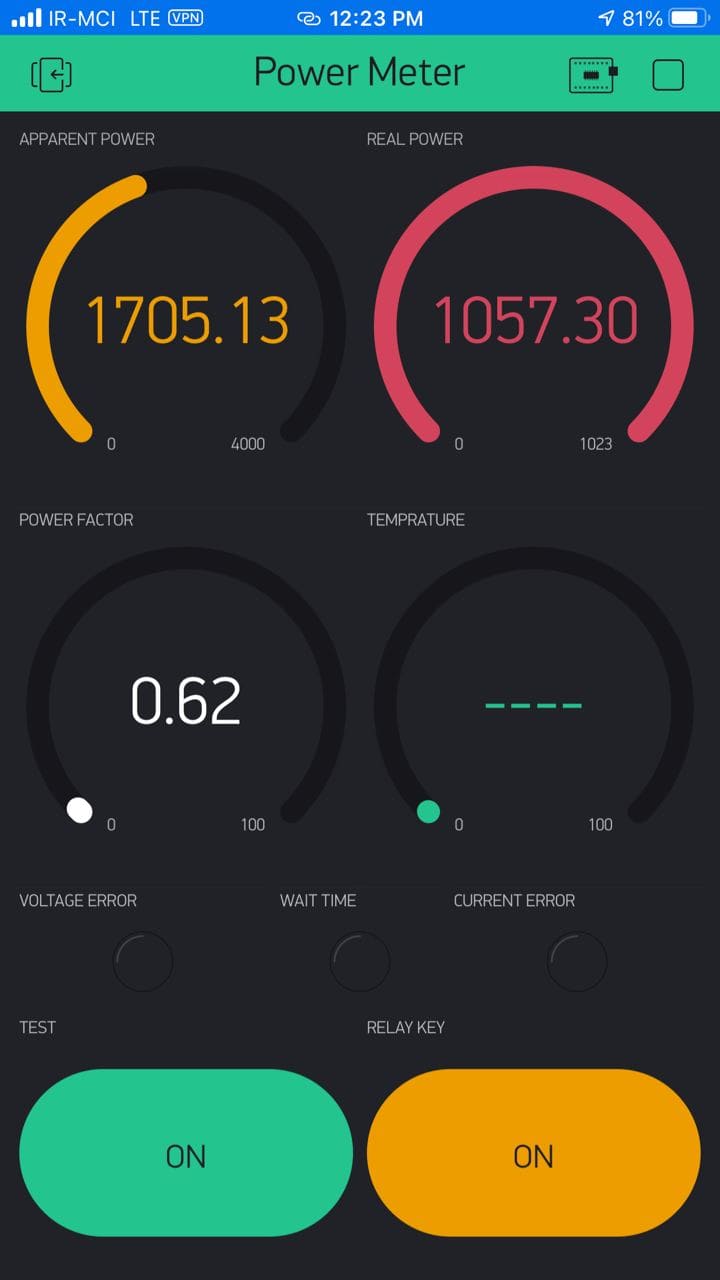 IR-MCI LTE VPN 12:23 PM 81%
Power Meter
APPARENT POWER REAL POWER
1705.13 1057.30
0 4000 0 1023
POWER FACTOR TEMPRATURE
0.62 ----
0 100 0 100
VOLTAGE ERROR WAIT TIME CURRENT ERROR
TEST RELAY KEY
ON ON